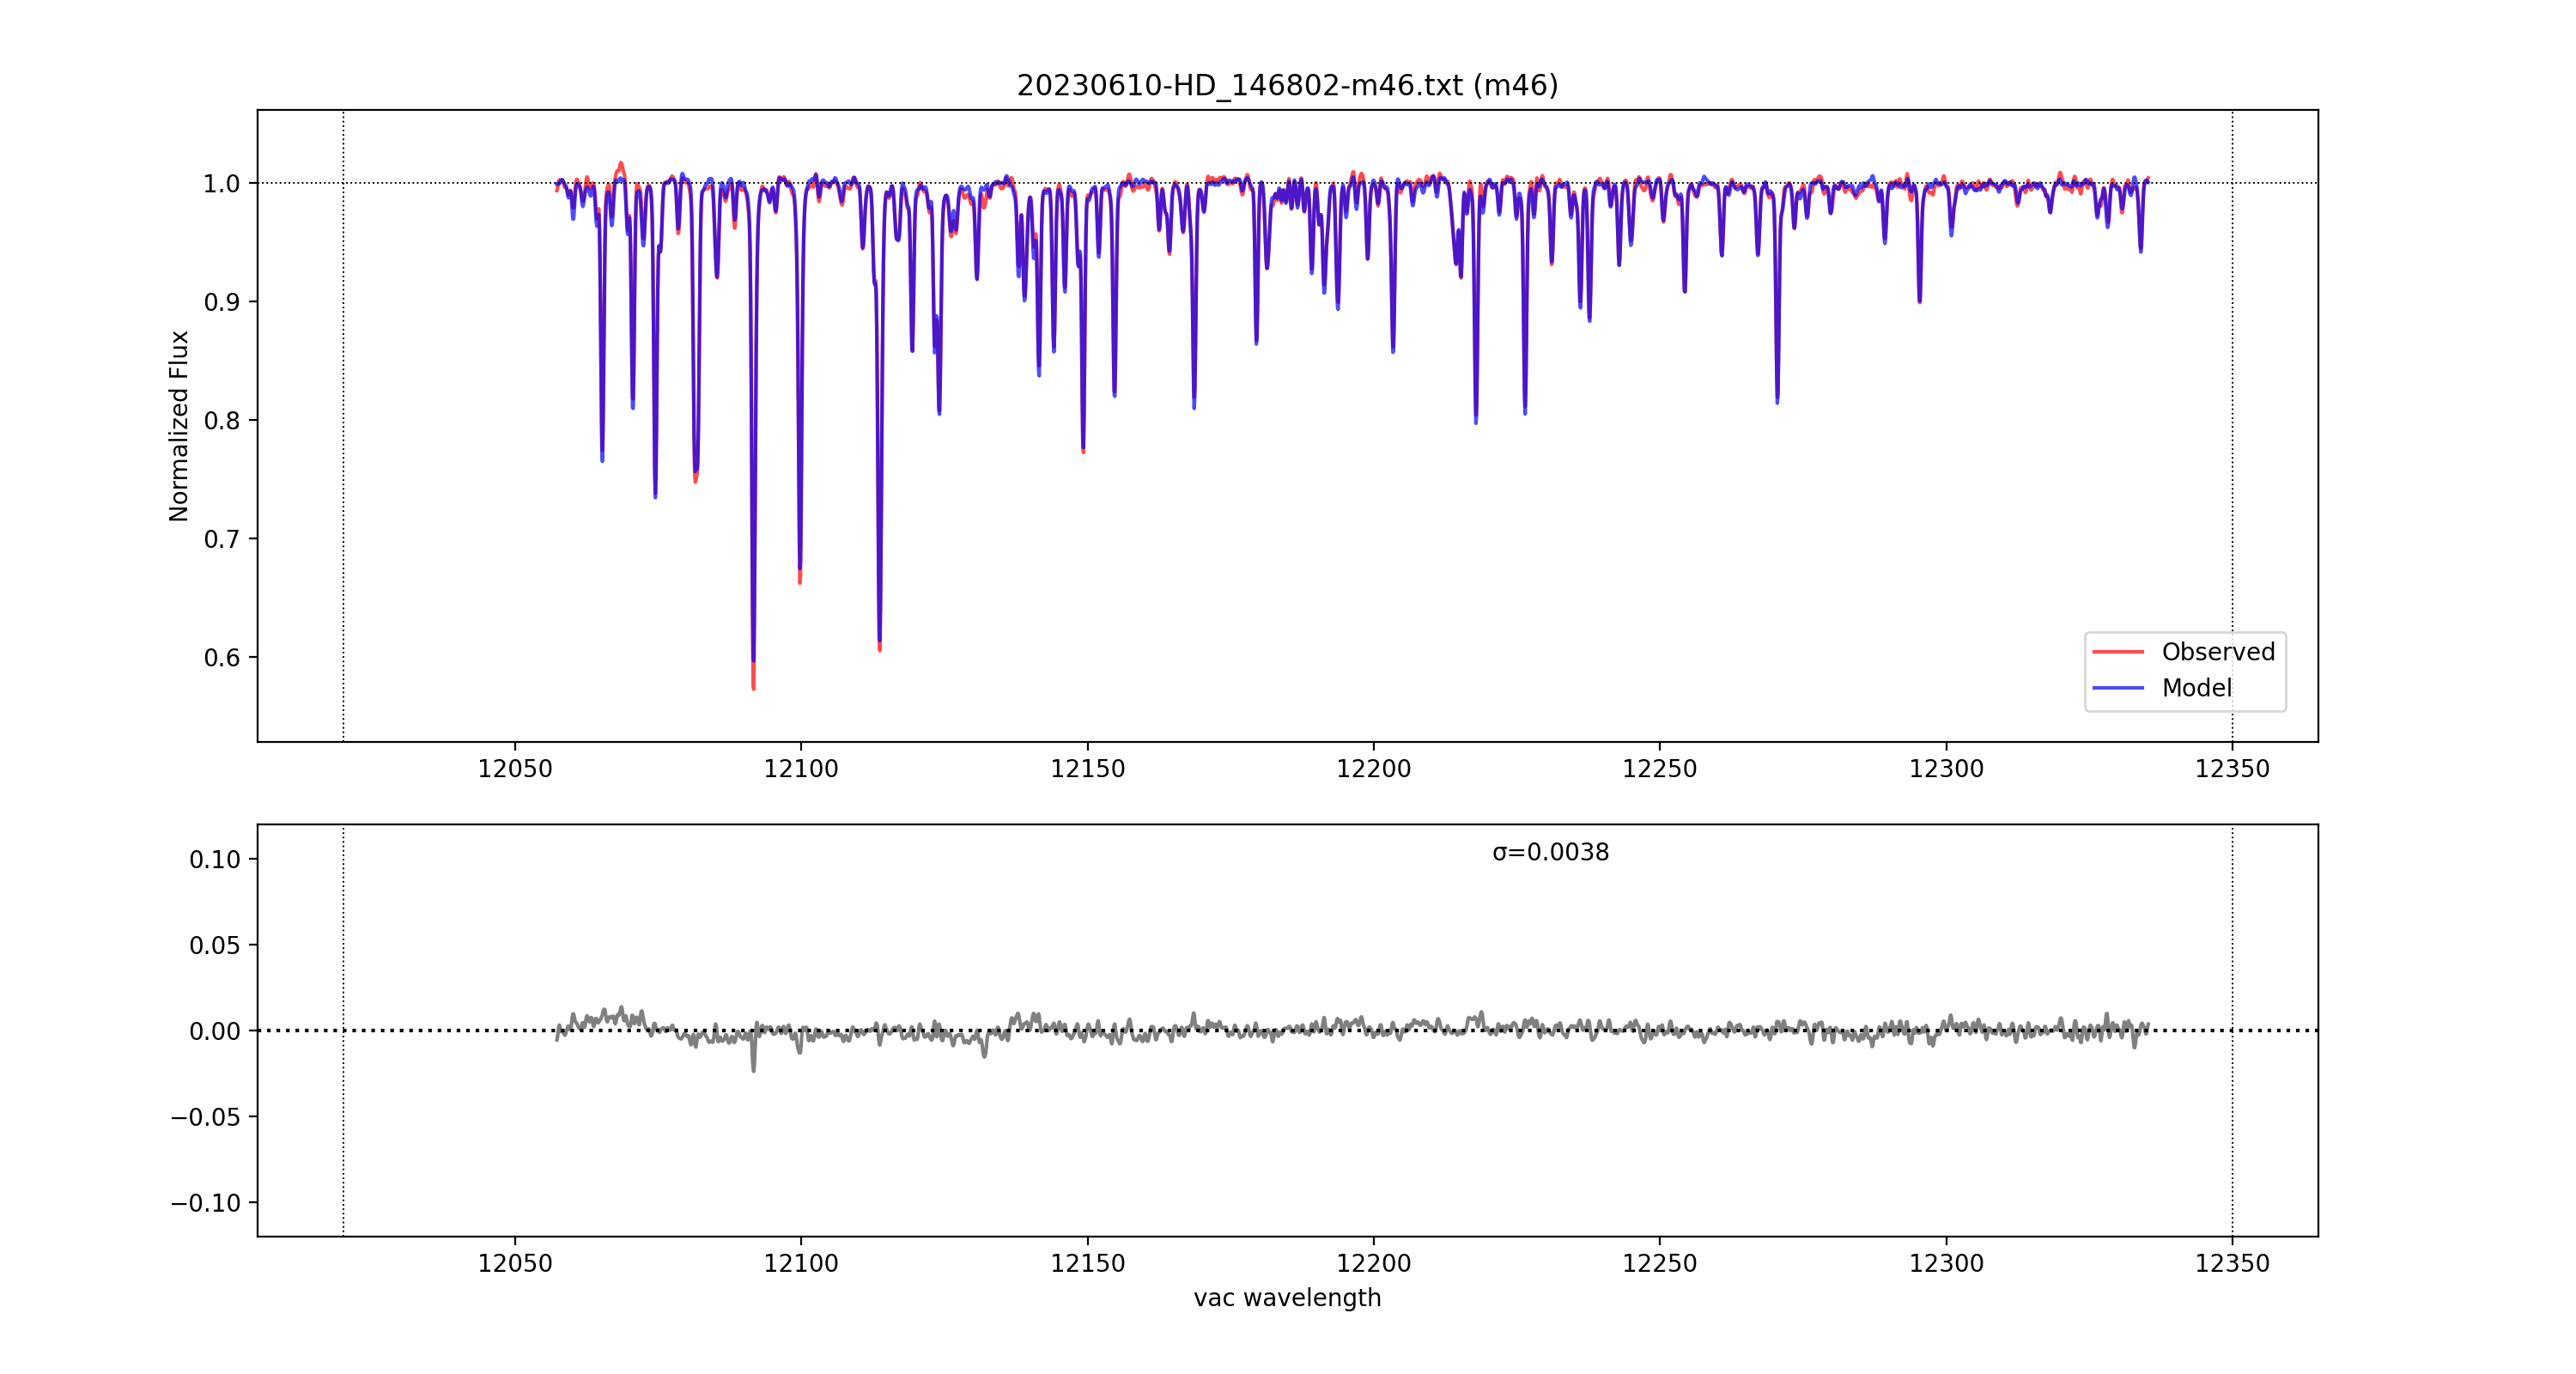 20230610-HD_146802-m46.txt (m46)
Normalized Flux
1.0
0.9
0.8
0.7
0.6
Observed
Model
12050 12100 12150 12200 12250 12300 12350
σ=0.0038
0.10
0.05
0.00
−0.05
−0.10
12050 12100 12150 12200 12250 12300 12350
vac wavelength